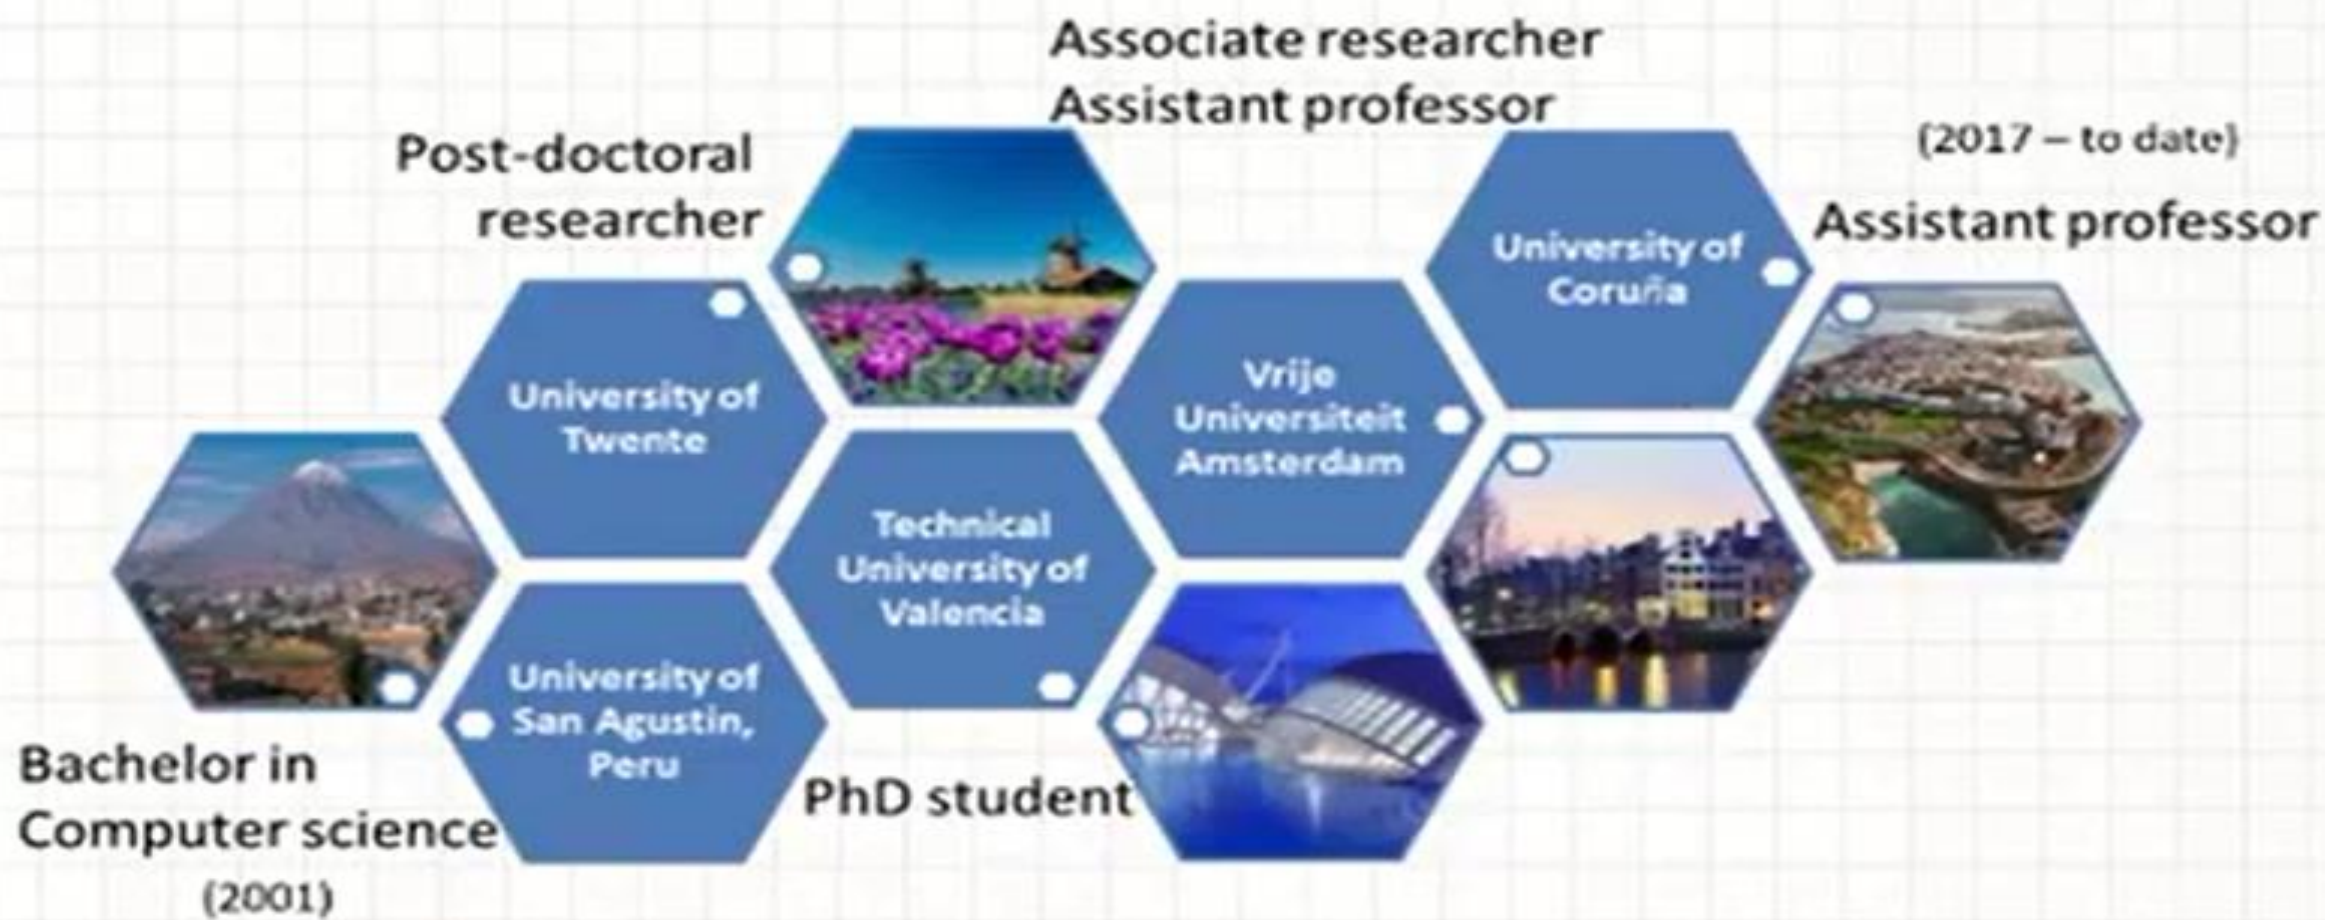 Associate researcher
Assistant professor
(2017 – to date)
Post-doctoral
researcher
Assistant professor
University of
Coruña
University of
Twente
Vrije
Universiteit
Amsterdam
Technical
University of
Valencia
University of
San Agustin,
Peru
Bachelor in
Computer science
(2001)
PhD student